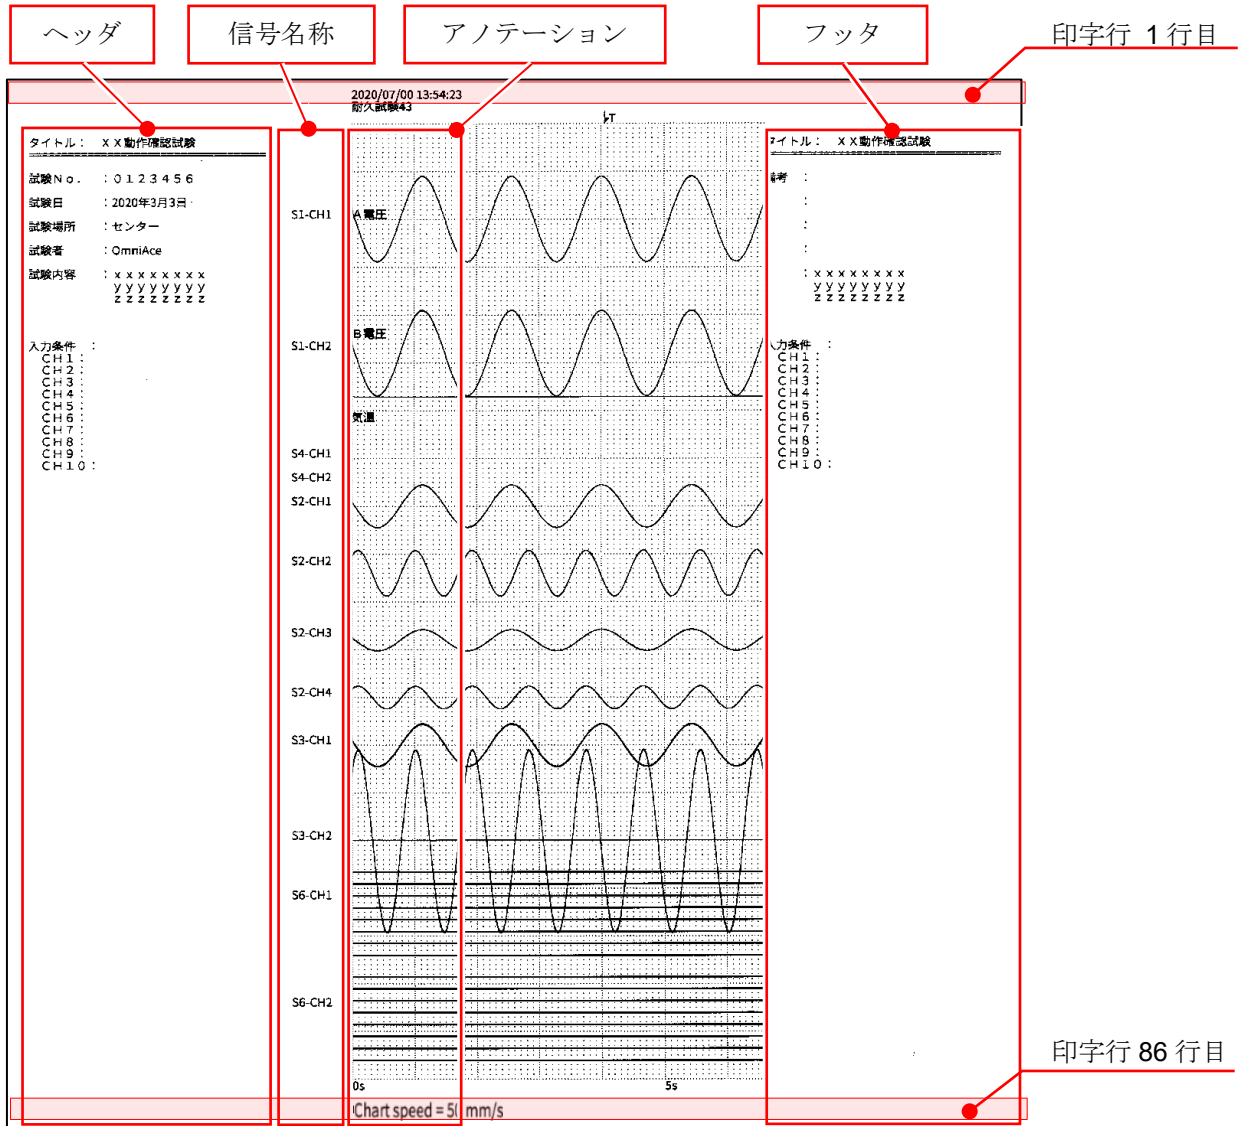 ヘッダ
信号名称
アノテーション
フッタ
印字行 1 行目
2020/07/00 13:54:23
耐久試験43
T
タイトル： ＸＸ動作確認試験
試験Ｎｏ． ：０１２３４５６
試験日 ：2020年3月3日
試験場所 ：センター
試験者 ：OmniAce
試験内容 ：ｘｘｘｘｘｘｘｘ
ｙｙｙｙｙｙｙｙ
ｚｚｚｚｚｚｚｚ
入力条件 ：
ＣＨ１：
ＣＨ２：
ＣＨ３：
ＣＨ４：
ＣＨ５：
ＣＨ６：
ＣＨ７：
ＣＨ８：
ＣＨ９：
ＣＨ１０：
S1-CH1
S1-CH2
S4-CH1
S4-CH2
S2-CH1
S2-CH2
S2-CH3
S2-CH4
S3-CH1
S3-CH2
S6-CH1
S6-CH2
A電圧
B電圧
気温
0s
5s
Chart speed = 50 mm/s
タイトル： ＸＸ動作確認試験
備考 ：
：
：
：
：ｘｘｘｘｘｘｘｘ
ｙｙｙｙｙｙｙｙ
ｚｚｚｚｚｚｚｚ
入力条件 ：
ＣＨ１：
ＣＨ２：
ＣＨ３：
ＣＨ４：
ＣＨ５：
ＣＨ６：
ＣＨ７：
ＣＨ８：
ＣＨ９：
ＣＨ１０：
印字行 86 行目